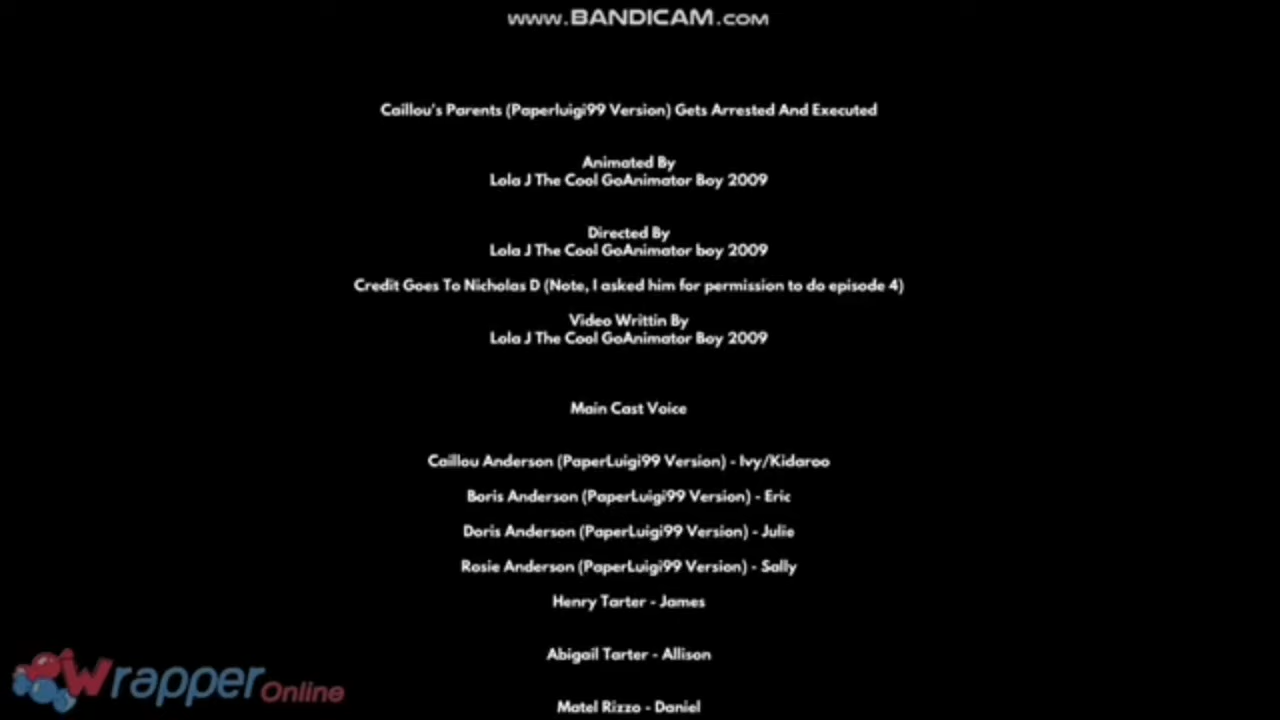 www.BANDICAM.com
Caillou's Parents (Paperluigi99 Version) Gets Arrested And Executed
Animated By
Lola J The Cool GoAnimator Boy 2009
Directed By
Lola J The Cool GoAnimator boy 2009
Credit Goes To Nicholas D (Note, I asked him for permission to do episode 4)
Video Writtin By
Lola J The Cool GoAnimator Boy 2009
Main Cast Voice
Caillou Anderson (PaperLuigi99 Version) - Ivy/Kidaroo
Boris Anderson (PaperLuigi99 Version) - Eric
Doris Anderson (PaperLuigi99 Version) - Julie
Rosie Anderson (PaperLuigi99 Version) - Sally
Henry Tarter - James
Abigail Tarter - Allison
Matel Rizzo - Daniel
Wrapper Online